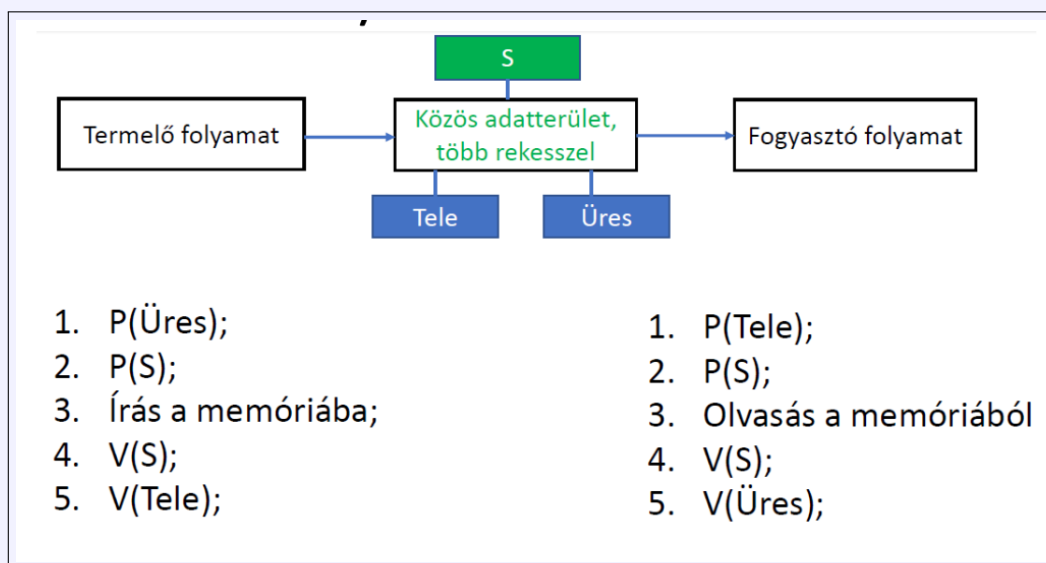 S
Termelő folyamat
Közös adatterület,
több rekesszel
Fogyasztó folyamat
Tele
Üres
1. P(Üres);
2. P(S);
3. Írás a memóriába;
4. V(S);
5. V(Tele);
1. P(Tele);
2. P(S);
3. Olvasás a memóriából
4. V(S);
5. V(Üres);